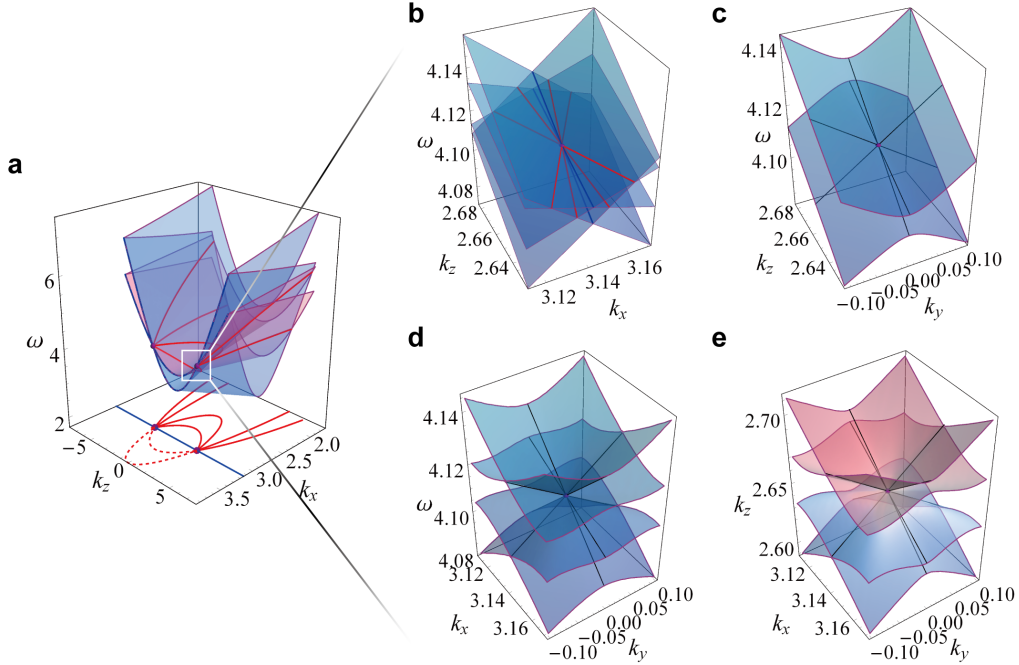 a
ω
6
4
2
−5
0
5
k_z
2.0
2.5
3.0
3.5
k_x
b
4.14
4.12
ω
4.10
4.08
2.68
2.66
2.64
k_z
3.12
3.14
3.16
k_x
c
4.14
4.12
ω
4.10
2.68
2.66
2.64
k_z
−0.10
−0.05
0.00
0.05
0.10
k_y
d
4.14
4.12
ω
4.10
4.08
3.12
3.14
3.16
k_x
−0.10
−0.05
0.00
0.05
0.10
k_y
e
2.70
2.65
k_z
2.60
3.12
3.14
3.16
k_x
−0.10
−0.05
0.00
0.05
0.10
k_y